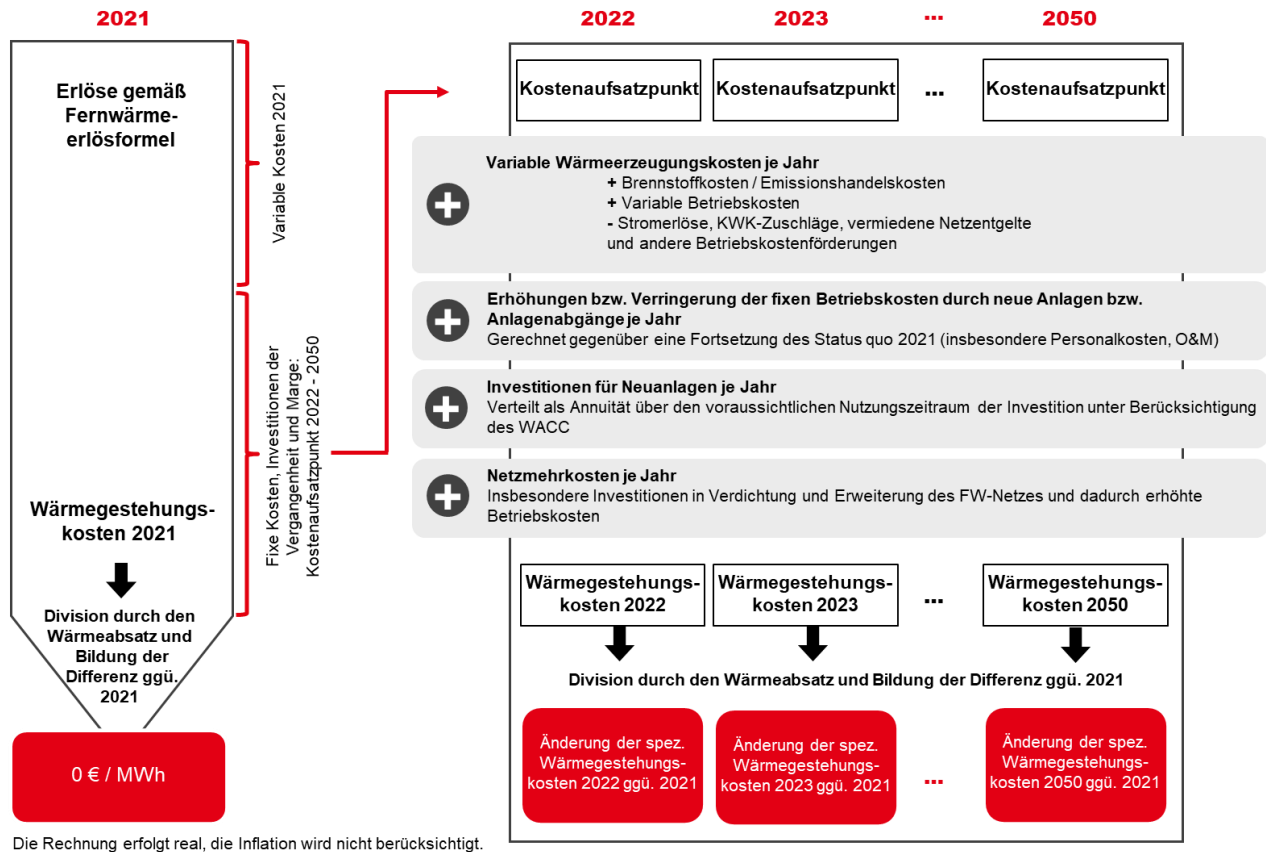 2021
2022
2023
...
2050
Erlöse gemäß
Fernwärme-
erlösformel
Variable Kosten 2021
Wärmegestehungs-
kosten 2021
Fixe Kosten, Investitionen der
Vergangenheit und Marge:
Kostenaufsatzpunkt 2022 - 2050
Division durch den
Wärmeabsatz und
Bildung der
Differenz ggü.
2021
0 € / MWh
Kostenaufsatzpunkt
Kostenaufsatzpunkt
...
Kostenaufsatzpunkt
Variable Wärmeerzeugungskosten je Jahr
+ Brennstoffkosten / Emissionshandelskosten
+ Variable Betriebskosten
- Stromerlöse, KWK-Zuschläge, vermiedene Netzentgelte
und andere Betriebskostenförderungen
Erhöhungen bzw. Verringerung der fixen Betriebskosten durch neue Anlagen bzw.
Anlagenabgänge je Jahr
Gerechnet gegenüber eine Fortsetzung des Status quo 2021 (insbesondere Personalkosten, O&M)
Investitionen für Neuanlagen je Jahr
Verteilt als Annuität über den voraussichtlichen Nutzungszeitraum der Investition unter Berücksichtigung
des WACC
Netzmehrkosten je Jahr
Insbesondere Investitionen in Verdichtung und Erweiterung des FW-Netzes und dadurch erhöhte
Betriebskosten
Wärmegestehungs-
kosten 2022
Wärmegestehungs-
kosten 2023
...
Wärmegestehungs-
kosten 2050
Division durch den Wärmeabsatz und Bildung der Differenz ggü. 2021
Änderung der spez.
Wärmegestehungs-
kosten 2022 ggü. 2021
Änderung der spez.
Wärmegestehungs-
kosten 2023 ggü. 2021
...
Änderung der spez.
Wärmegestehungs-
kosten 2050 ggü. 2021
Die Rechnung erfolgt real, die Inflation wird nicht berücksichtigt.